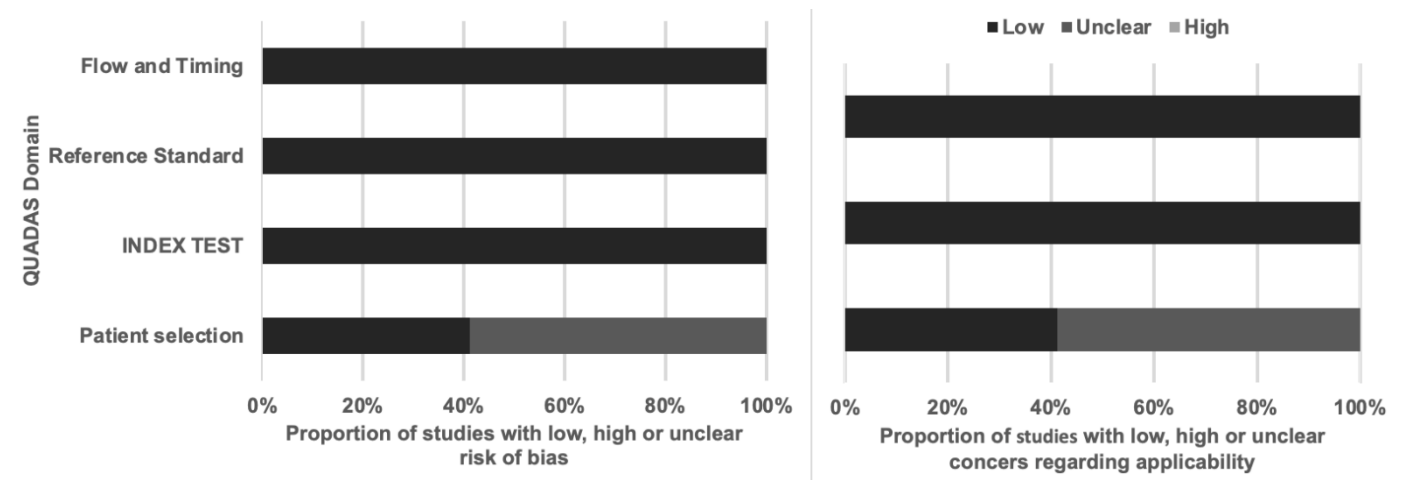 QUADAS Domain
Flow and Timing
Reference Standard
INDEX TEST
Patient selection
0% 20% 40% 60% 80% 100%
Proportion of studies with low, high or unclear
risk of bias
Low Unclear High
0% 20% 40% 60% 80% 100%
Proportion of studies with low, high or unclear
concers regarding applicability